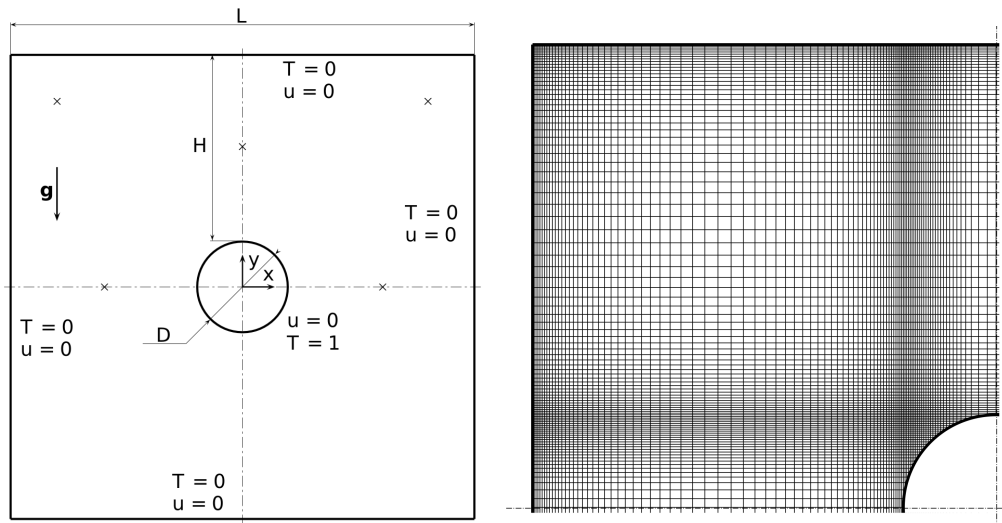 L
T = 0
u = 0
H
g
T = 0
u = 0
y
x
T = 0
u = 0
D
u = 0
T = 1
T = 0
u = 0